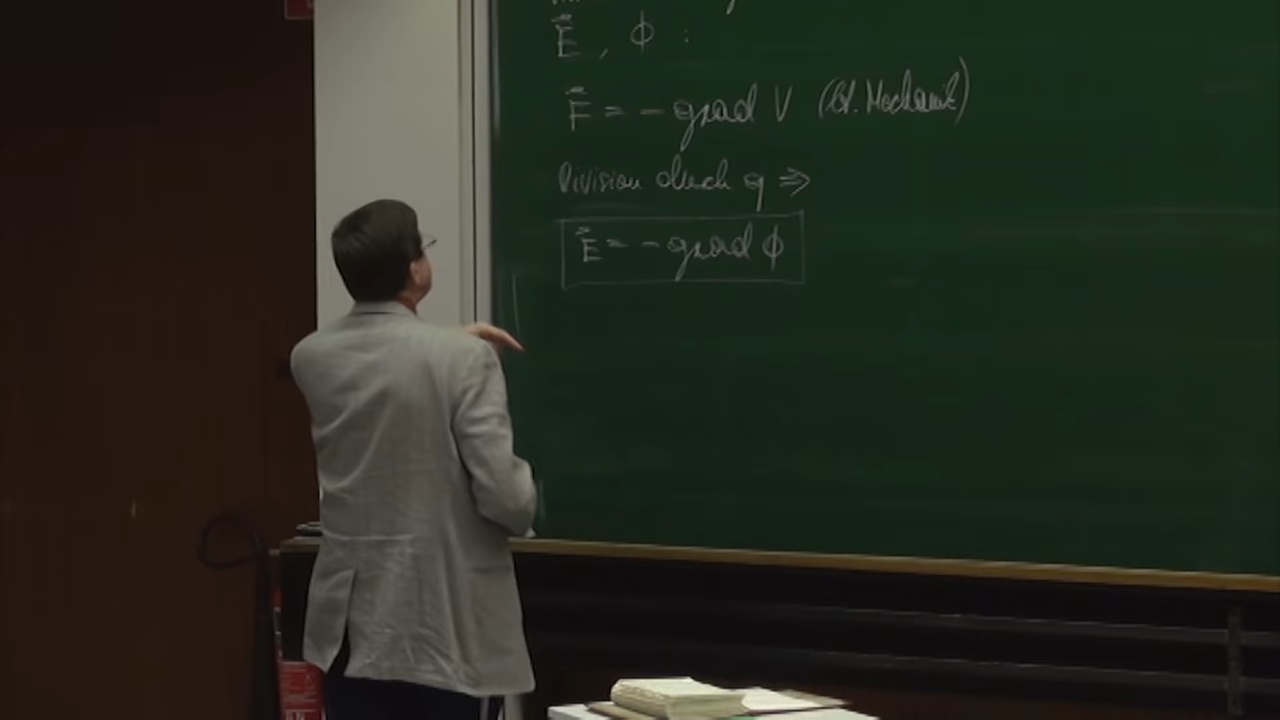 E⃗ , ϕ :
F⃗ = - grad V (kl. Mechanik)
Division durch q ⇒
E⃗ = - grad ϕ